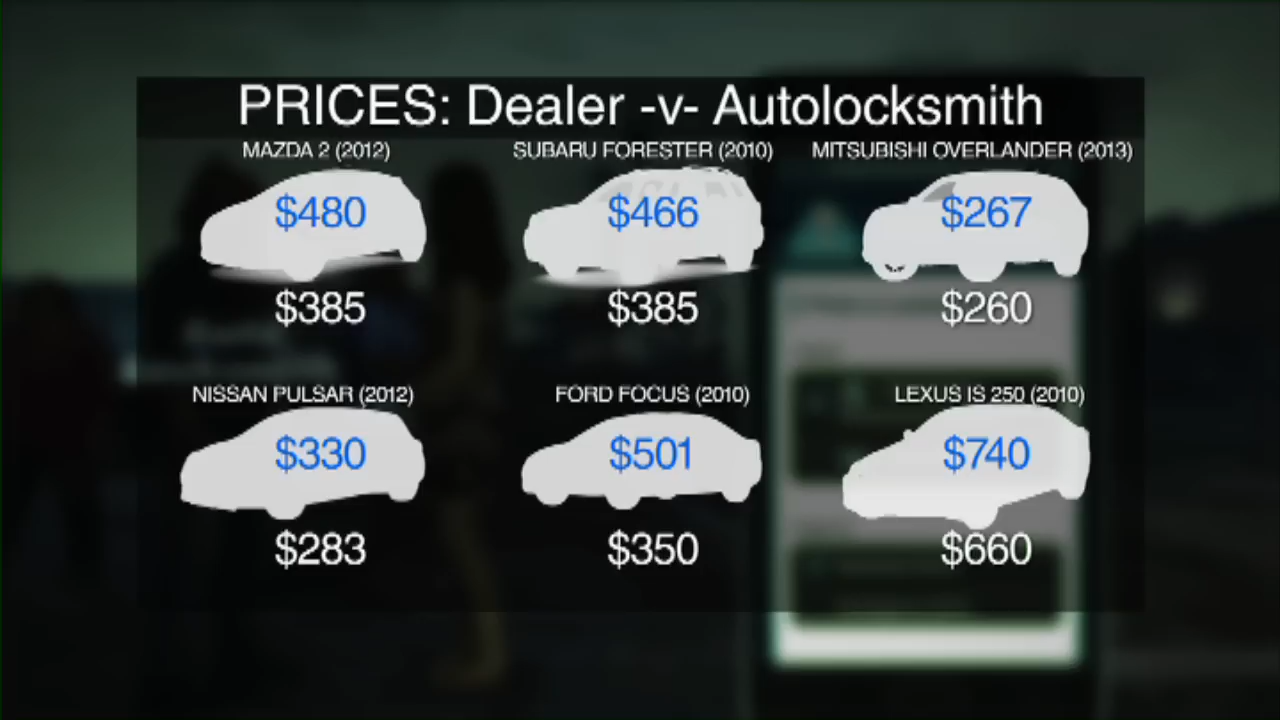 PRICES: Dealer -v- Autolocksmith
MAZDA 2 (2012) SUBARU FORESTER (2010) MITSUBISHI OVERLANDER (2013)
$480 $466 $267
$385 $385 $260
NISSAN PULSAR (2012) FORD FOCUS (2010) LEXUS IS 250 (2010)
$330 $501 $740
$283 $350 $660